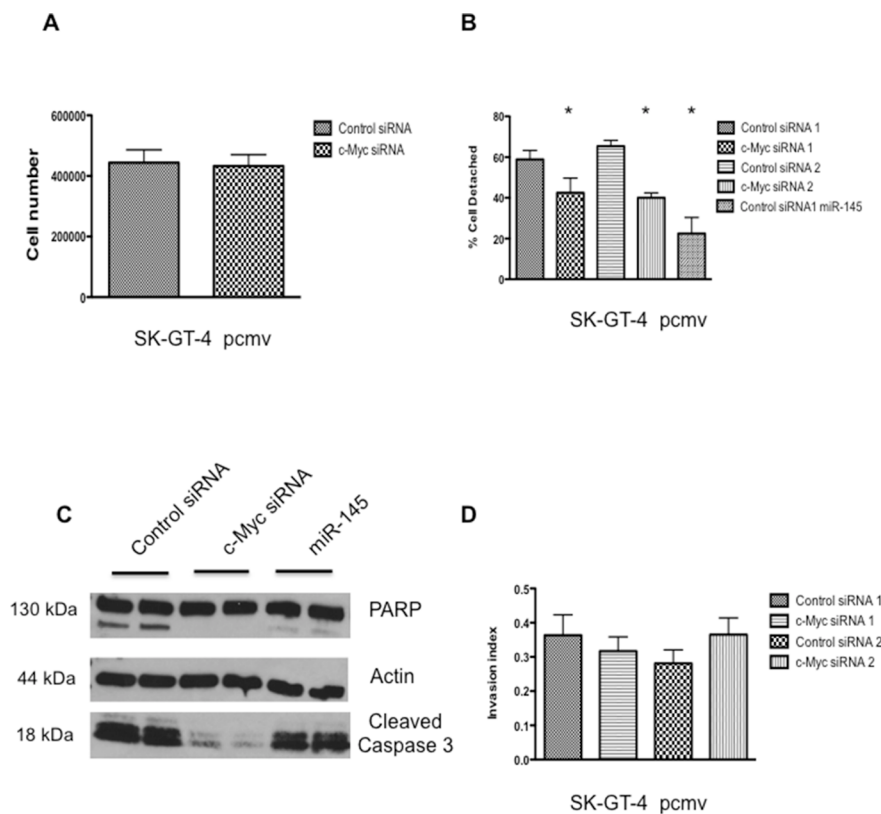 A
600000
400000
200000
0
Cell number
Control siRNA
c-Myc siRNA
SK-GT-4 pcmv
B
80
60
40
20
0
% Cell Detached
*
*
*
Control siRNA 1
c-Myc siRNA 1
Control siRNA 2
c-Myc siRNA 2
Control siRNA1 miR-145
SK-GT-4 pcmv
C
Control siRNA
c-Myc siRNA
miR-145
130 kDa
PARP
44 kDa
Actin
18 kDa
Cleaved
Caspase 3
D
0.5
0.4
0.3
0.2
0.1
0.0
Invasion index
Control siRNA 1
c-Myc siRNA 1
Control siRNA 2
c-Myc siRNA 2
SK-GT-4 pcmv